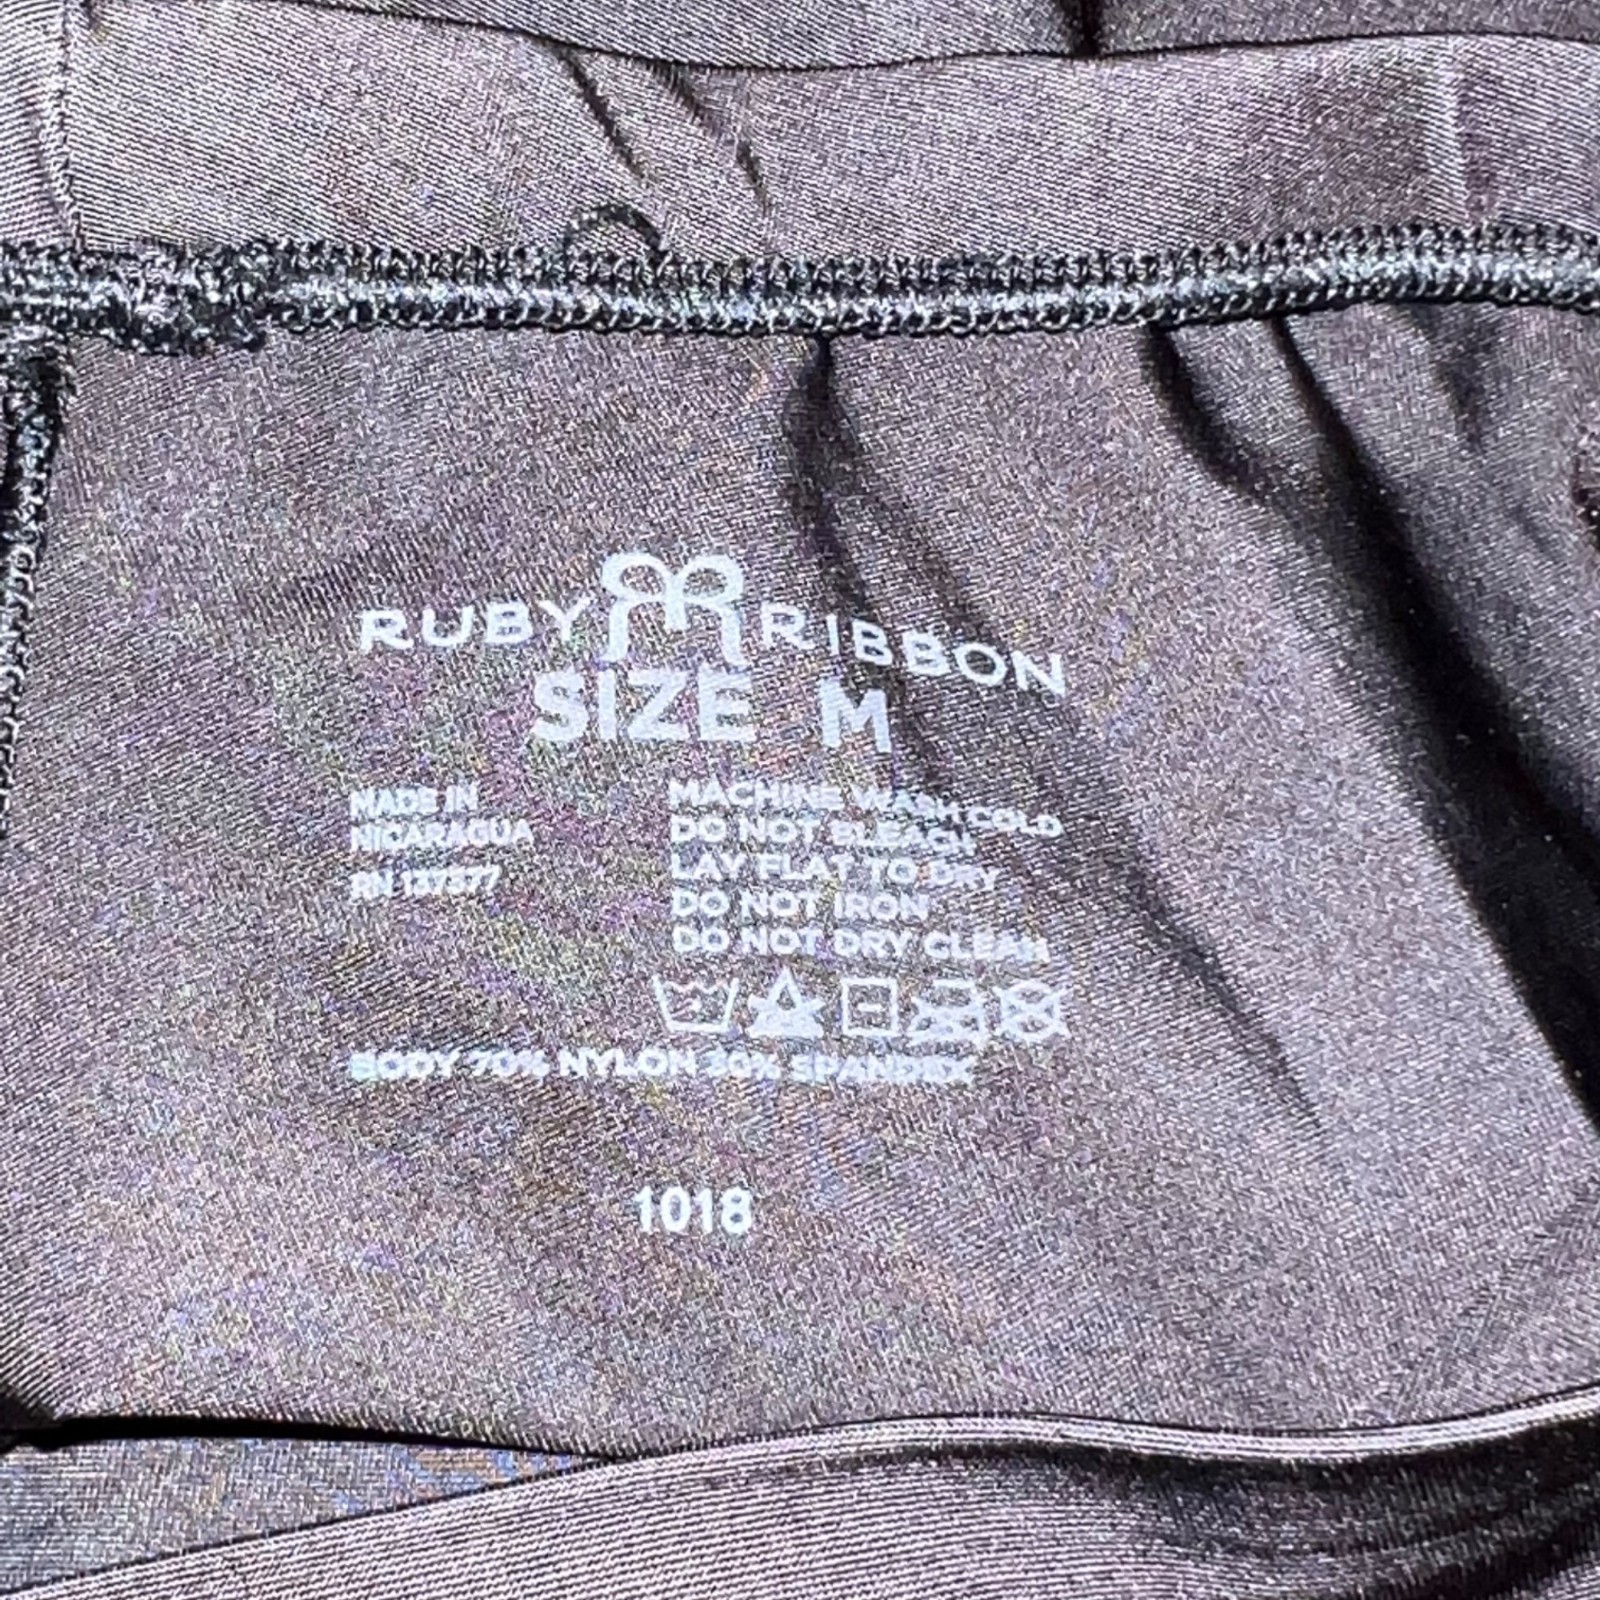 RUBY RIBBON
SIZE M
MADE IN
NICARAGUA
RN 137577
MACHINE WASH COLD
DO NOT BLEACH
LAY FLAT TO DRY
DO NOT IRON
DO NOT DRY CLEAN
BODY 70% NYLON 30% SPANDEX
1018